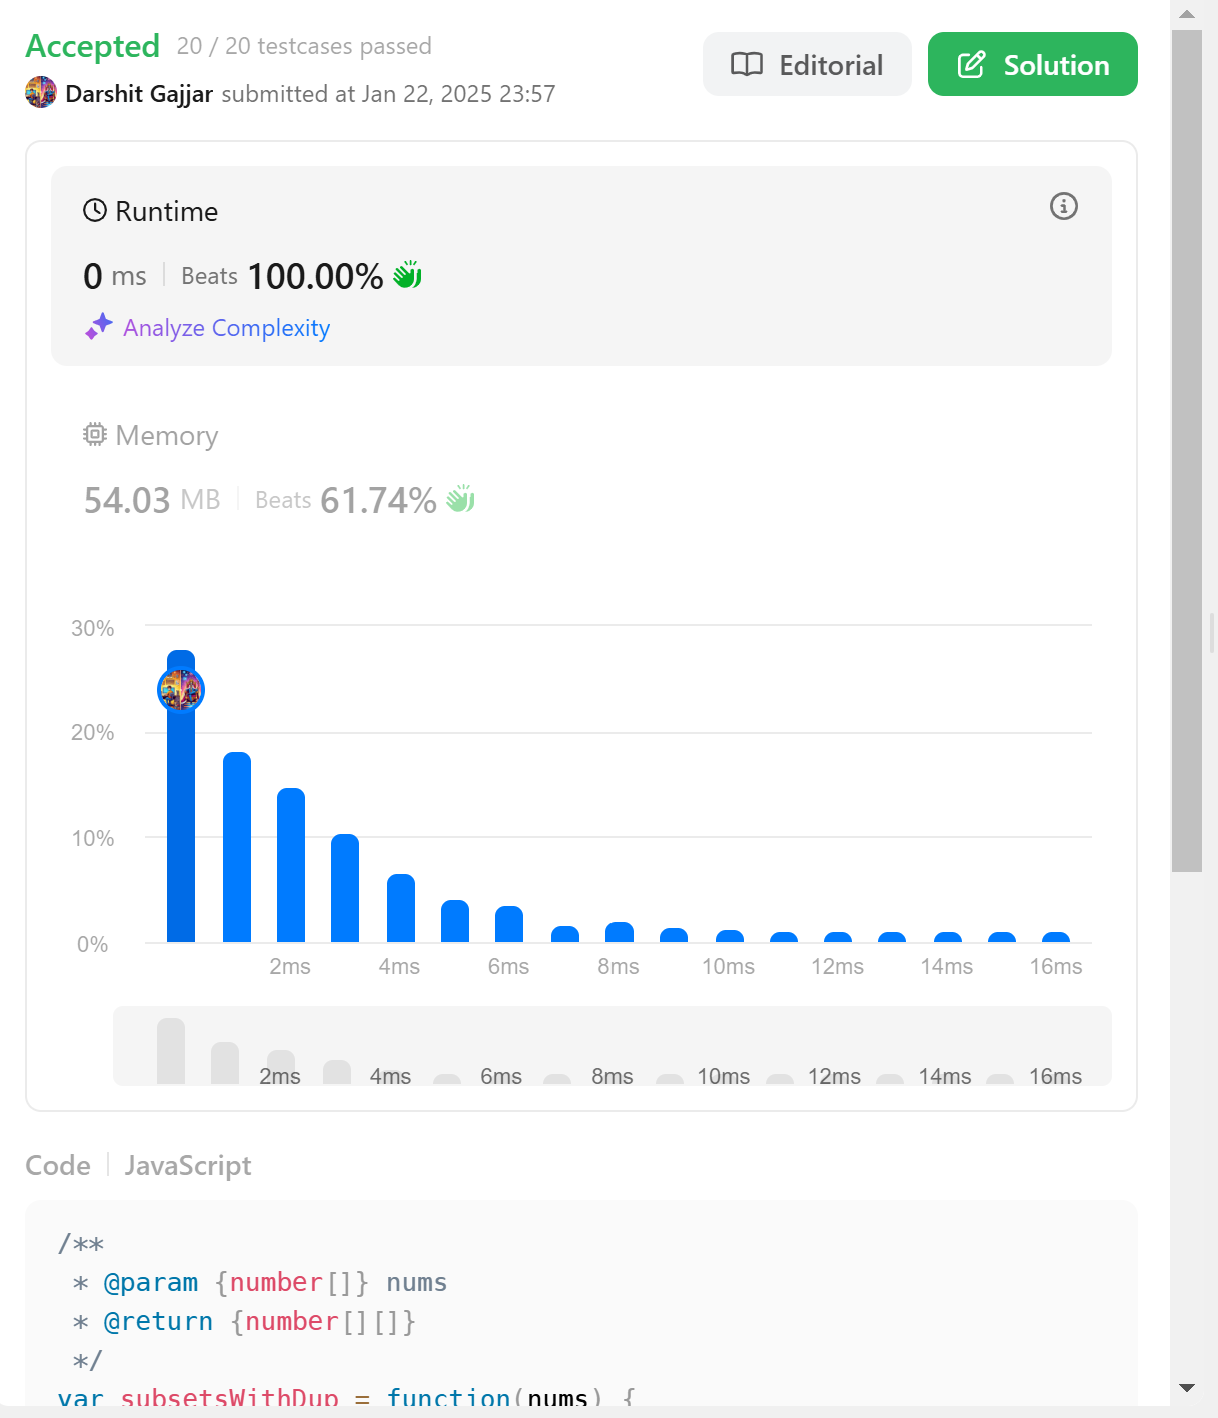 Accepted 20 / 20 testcases passed
Darshit Gajjar submitted at Jan 22, 2025 23:57
Editorial
Solution
Runtime
0 ms Beats 100.00%
Analyze Complexity
Memory
54.03 MB Beats 61.74%
30%
20%
10%
0%
2ms 4ms 6ms 8ms 10ms 12ms 14ms 16ms
2ms 4ms 6ms 8ms 10ms 12ms 14ms 16ms
Code JavaScript
/**
 * @param {number[]} nums
 * @return {number[][]}
 */
var subsetsWithDup = function(nums) {